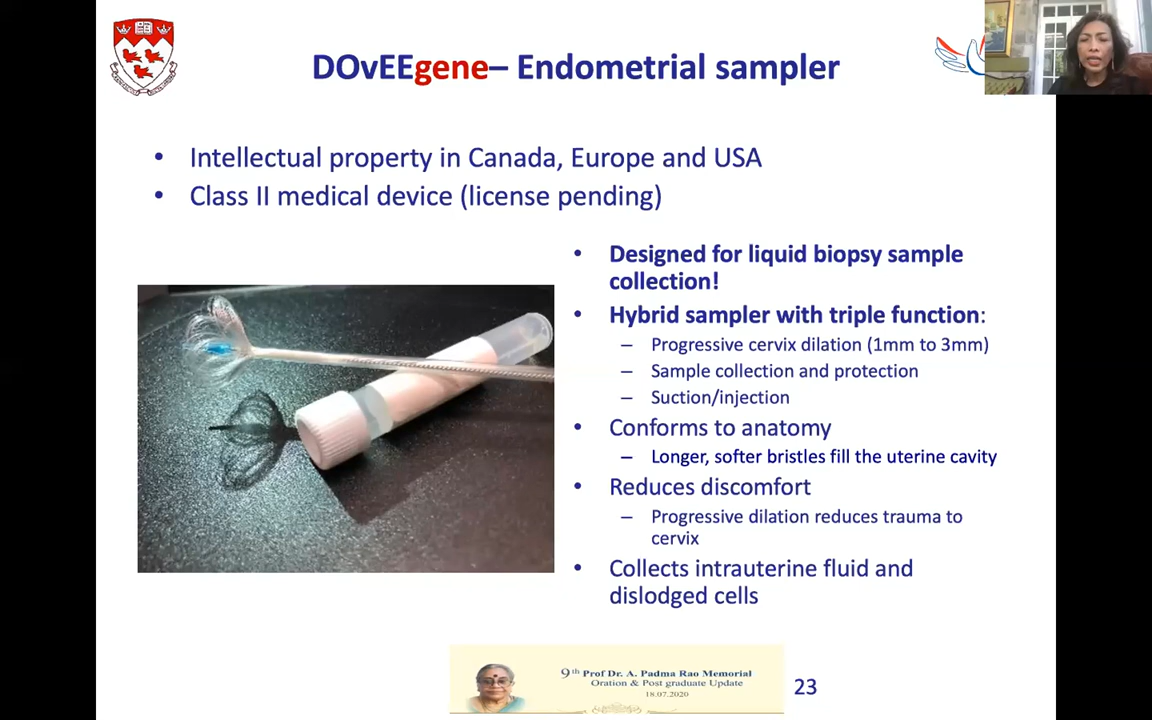 DOvEEgene– Endometrial sampler
• Intellectual property in Canada, Europe and USA
• Class II medical device (license pending)
• Designed for liquid biopsy sample
collection!
• Hybrid sampler with triple function:
– Progressive cervix dilation (1mm to 3mm)
– Sample collection and protection
– Suction/injection
• Conforms to anatomy
– Longer, softer bristles fill the uterine cavity
• Reduces discomfort
– Progressive dilation reduces trauma to
cervix
• Collects intrauterine fluid and
dislodged cells
9th Prof Dr. A. Padma Rao Memorial
Oration & Post graduate Update
18.07.2020
23